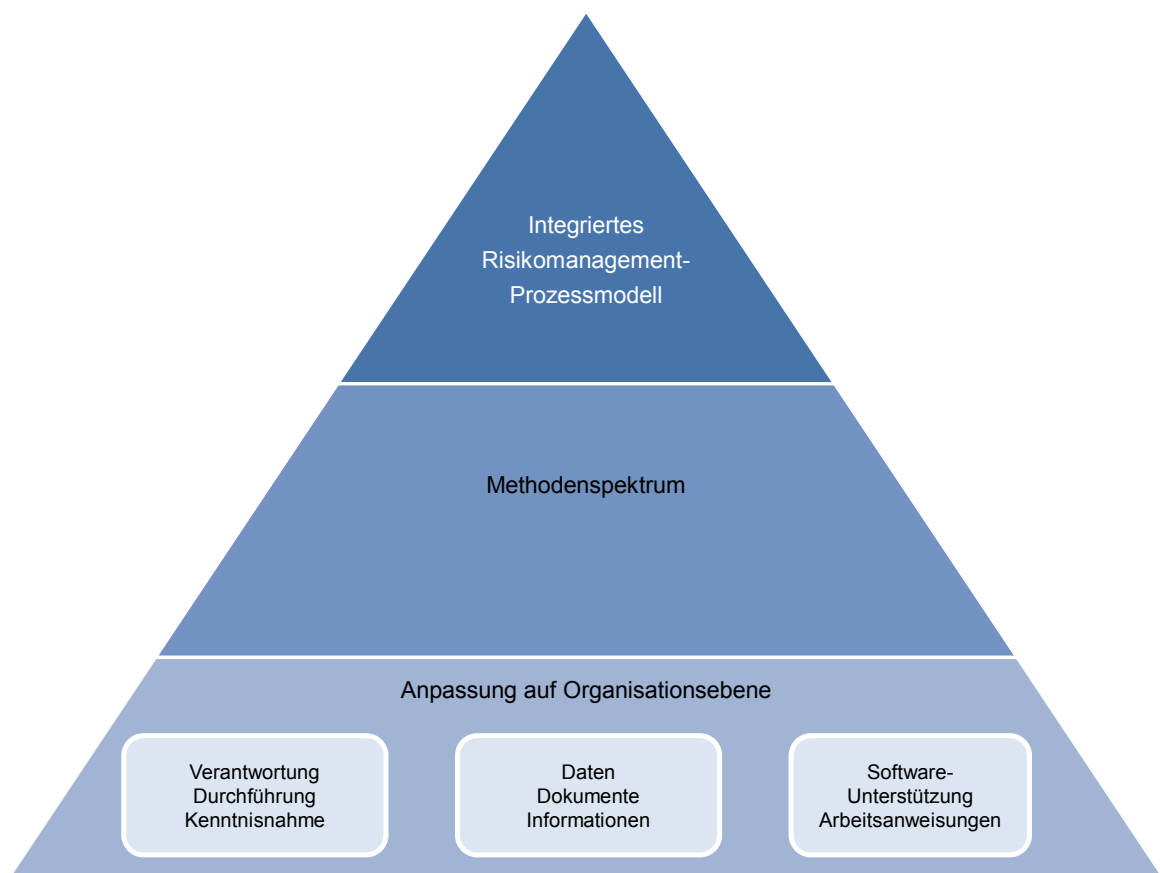 Integriertes
Risikomanagement-
Prozessmodell
Methodenspektrum
Anpassung auf Organisationsebene
Verantwortung
Durchführung
Kenntnisnahme
Daten
Dokumente
Informationen
Software-
Unterstützung
Arbeitsanweisungen